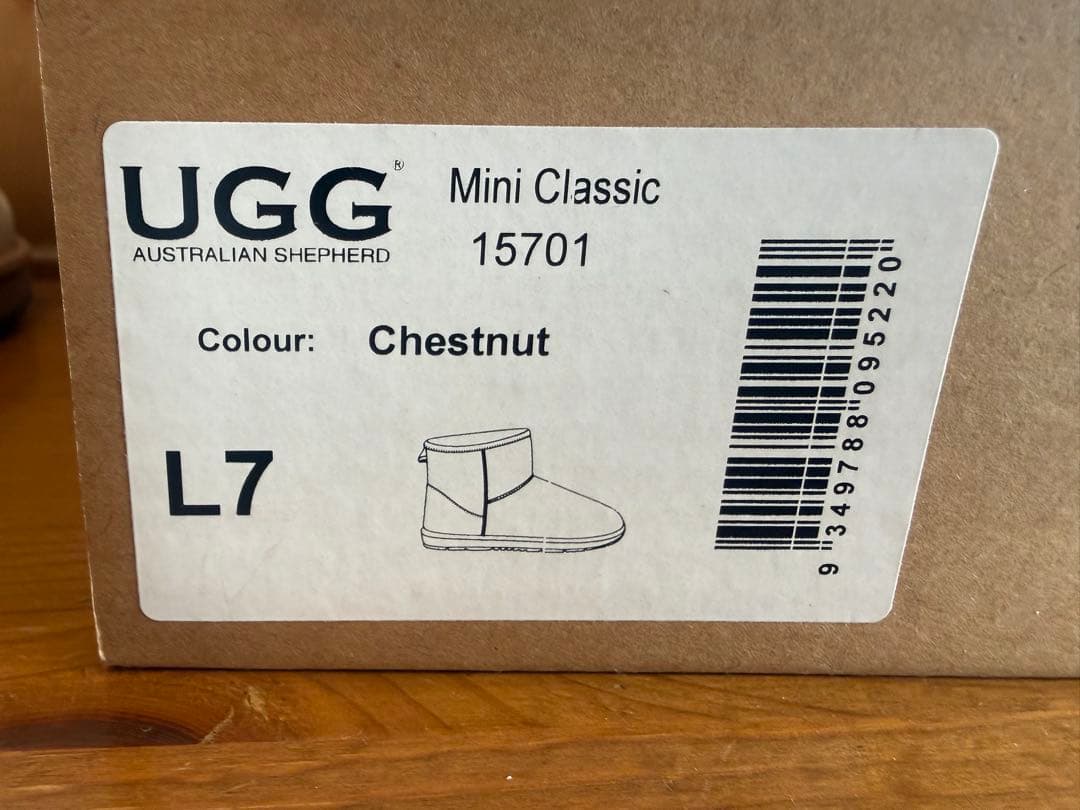 UGG®
AUSTRALIAN SHEPHERD
Mini Classic
15701
Colour: Chestnut
L7
9 349788 095220